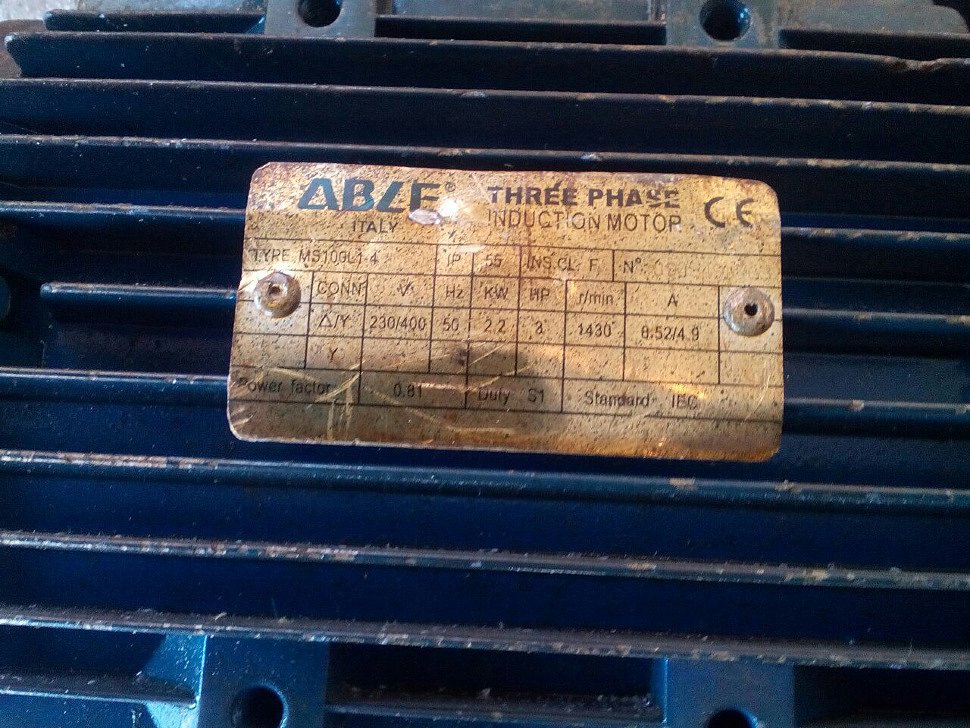 ABLE® THREE PHASE
ITALY INDUCTION MOTOR CE
TYPE MS100L1-4 IP 55 INS.CL F N°
CONN V Hz KW HP r/min A
Δ/Y 230/400 50 2.2 3 1430 8.52/4.9
Y
Power factor 0.81 Duty S1 Standard IEC